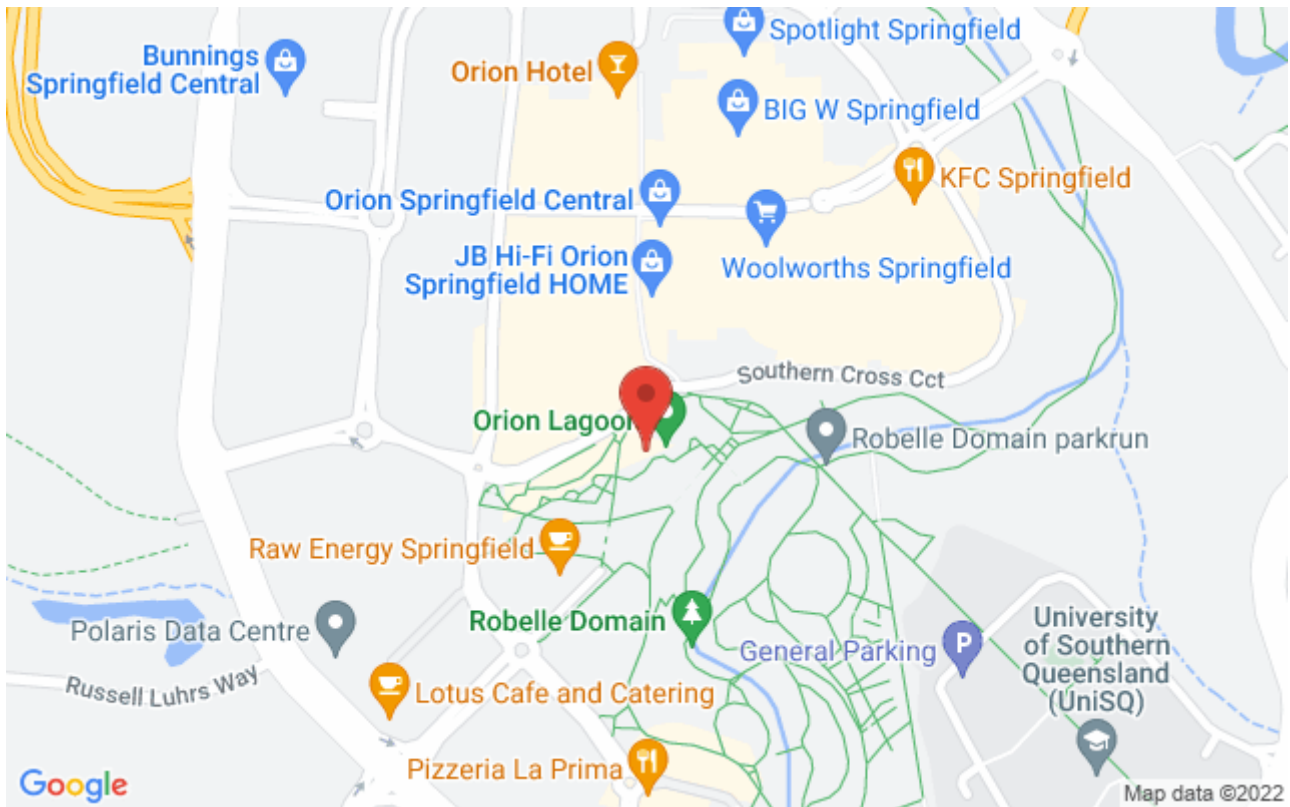 Bunnings
Springfield Central
Spotlight Springfield
Orion Hotel
BIG W Springfield
KFC Springfield
Orion Springfield Central
JB Hi-Fi Orion
Springfield HOME
Woolworths Springfield
Southern Cross Cct
Orion Lagoon
Robelle Domain parkrun
Raw Energy Springfield
Robelle Domain
Polaris Data Centre
General Parking
P
University
of Southern
Queensland
(UniSQ)
Russell Luhrs Way
Lotus Cafe and Catering
Pizzeria La Prima
Google
Map data ©2022